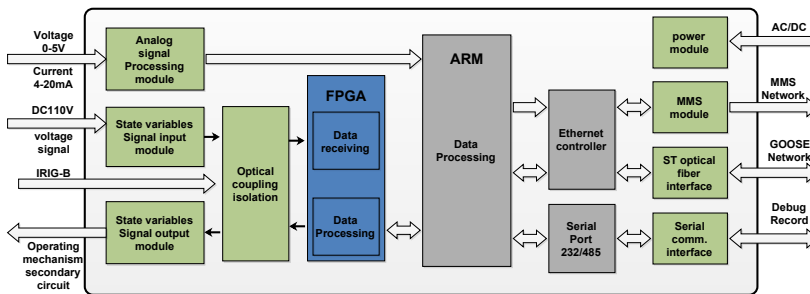 Voltage
0-5V
Current
4-20mA
DC110V
voltage
signal
IRIG-B
Operating
mechanism
secondary
circuit
Analog
signal
Processing
module
State variables
Signal input
module
State variables
Signal output
module
Optical
coupling
isolation
FPGA
Data
receiving
Data
Processing
ARM
Data
Processing
Ethernet
controller
Serial
Port
232/485
power
module
MMS
module
ST optical
fiber
interface
Serial
comm.
interface
AC/DC
MMS
Network
GOOSE
Network
Debug
Record